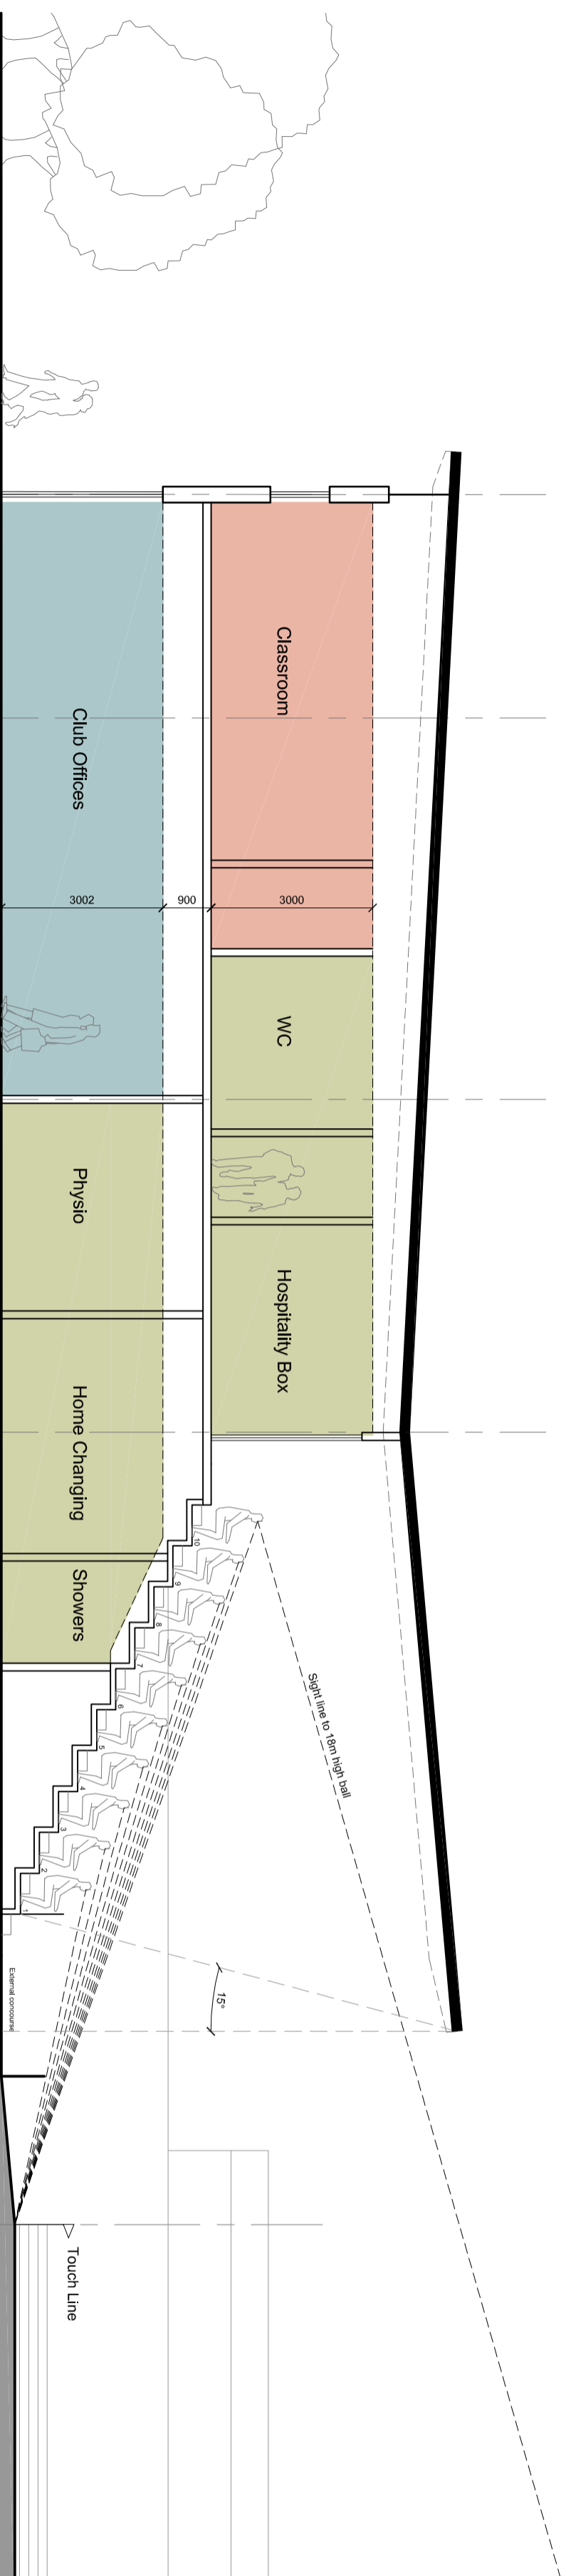 Classroom
WC
Hospitality Box
3000
900
3002
Club Offices
Physio
Home Changing
Showers
10
9
8
7
6
5
4
3
2
1
Sight line to 18m high ball
15°
External concourse
Touch Line